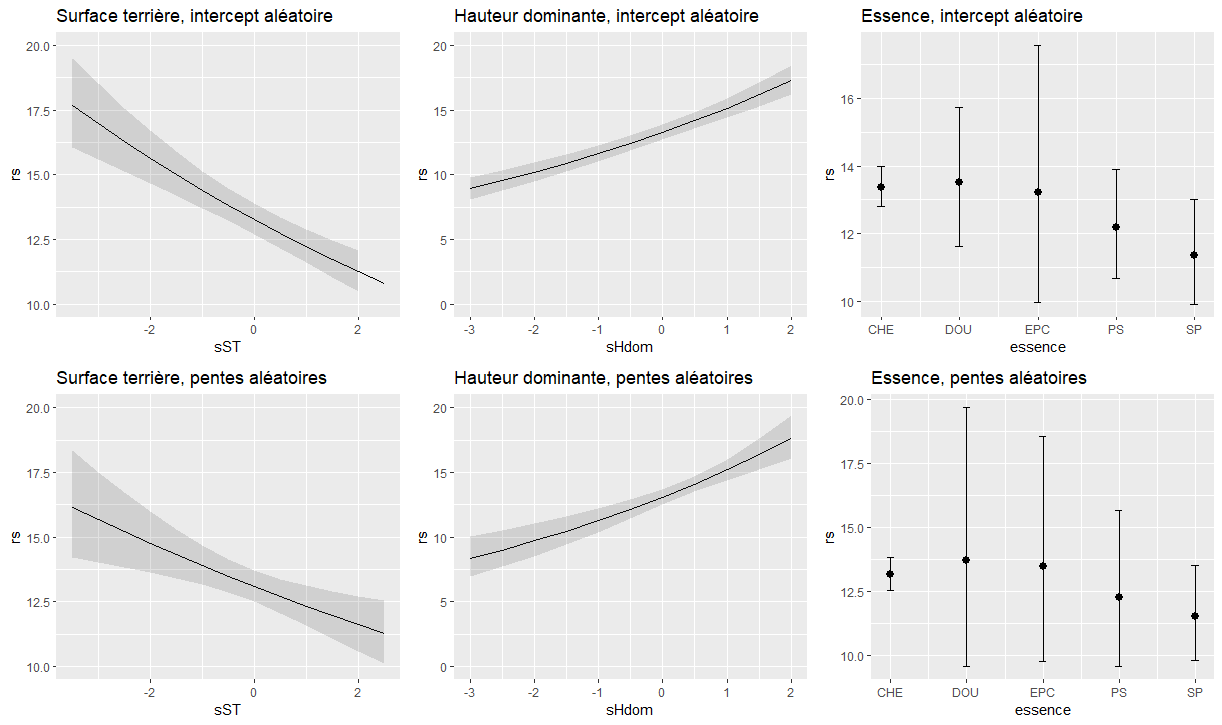 Surface terrière, intercept aléatoire
20.0
17.5
15.0
12.5
10.0
rs
-2
0
2
sST
Hauteur dominante, intercept aléatoire
20
15
10
5
0
rs
-3
-2
-1
0
1
2
sHdom
Essence, intercept aléatoire
16
14
12
10
rs
CHE
DOU
EPC
PS
SP
essence
Surface terrière, pentes aléatoires
20.0
17.5
15.0
12.5
10.0
rs
-2
0
2
sST
Hauteur dominante, pentes aléatoires
20
15
10
5
0
rs
-3
-2
-1
0
1
2
sHdom
Essence, pentes aléatoires
20.0
17.5
15.0
12.5
10.0
rs
CHE
DOU
EPC
PS
SP
essence